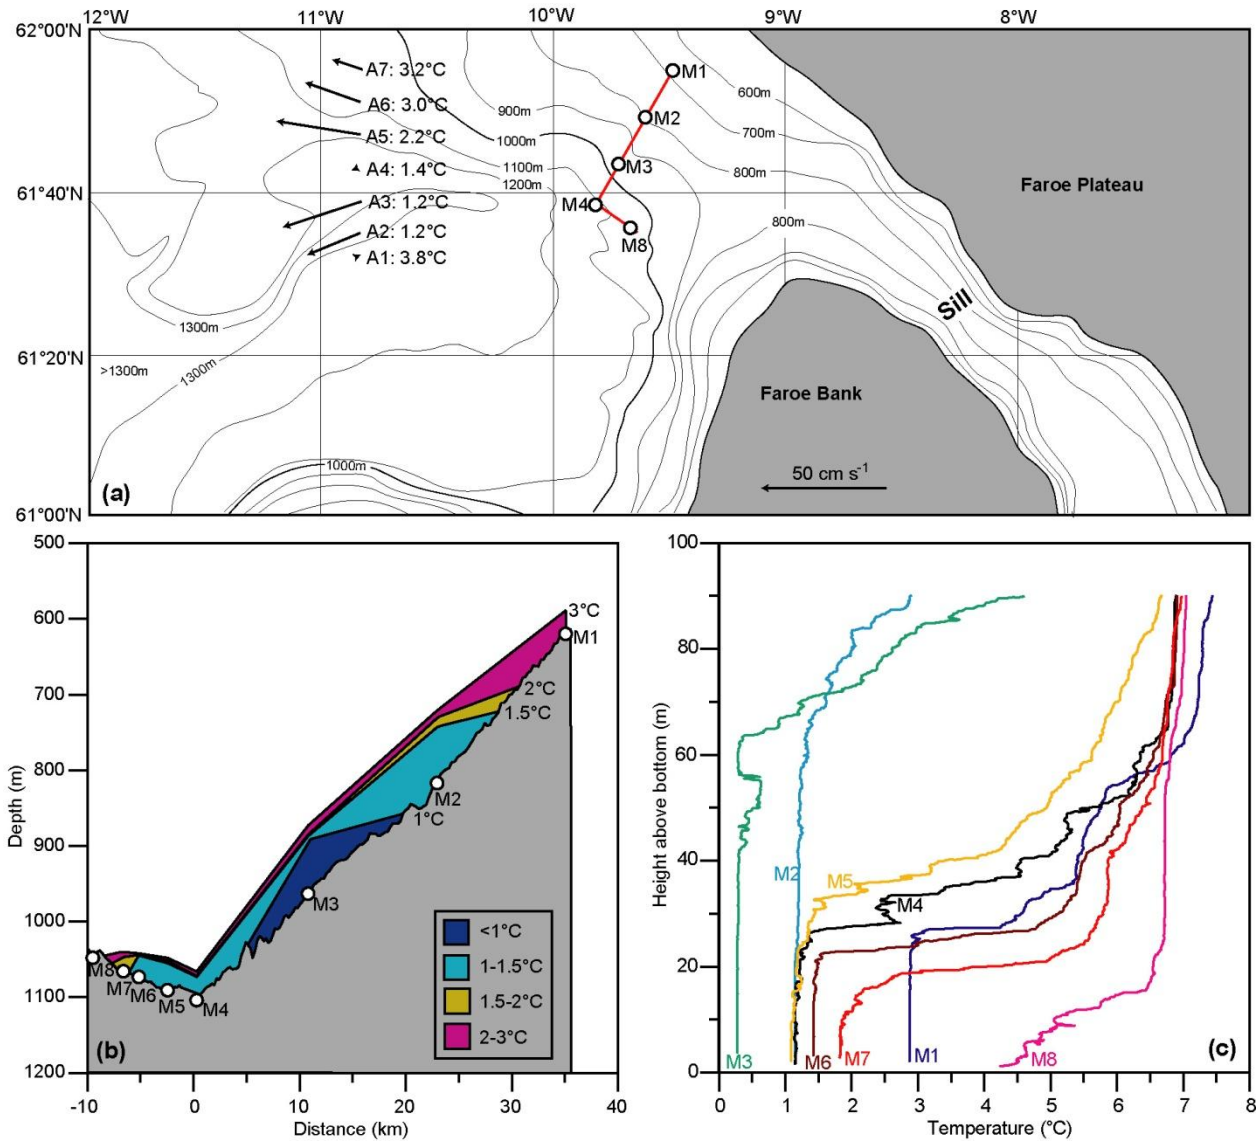 12°W 11°W 10°W 9°W 8°W
62°00'N
A7: 3.2°C
M1
A6: 3.0°C
600m
900m
M2
A5: 2.2°C
1000m
700m
A4: 1.4°C
1100m
M3
800m
1200m
Faroe Plateau
61°40'N
A3: 1.2°C
M4
800m
A2: 1.2°C
M8
A1: 3.8°C
Sill
1300m
61°20'N
>1300m
1300m
Faroe Bank
1000m
50 cm s⁻¹
(a)
61°00'N
500
600
700
800
900
1000
1100
1200
Depth (m)
3°C
M1
2°C
1.5°C
M2
1°C
M3
M8
M7
M6
M5
M4
<1°C
1-1.5°C
1.5-2°C
2-3°C
(b)
-10 0 10 20 30 40
Distance (km)
100
80
60
40
20
0
Height above bottom (m)
M2
M5
M4
M3
M6
M7
M1
M8
(c)
0 1 2 3 4 5 6 7 8
Temperature (°C)